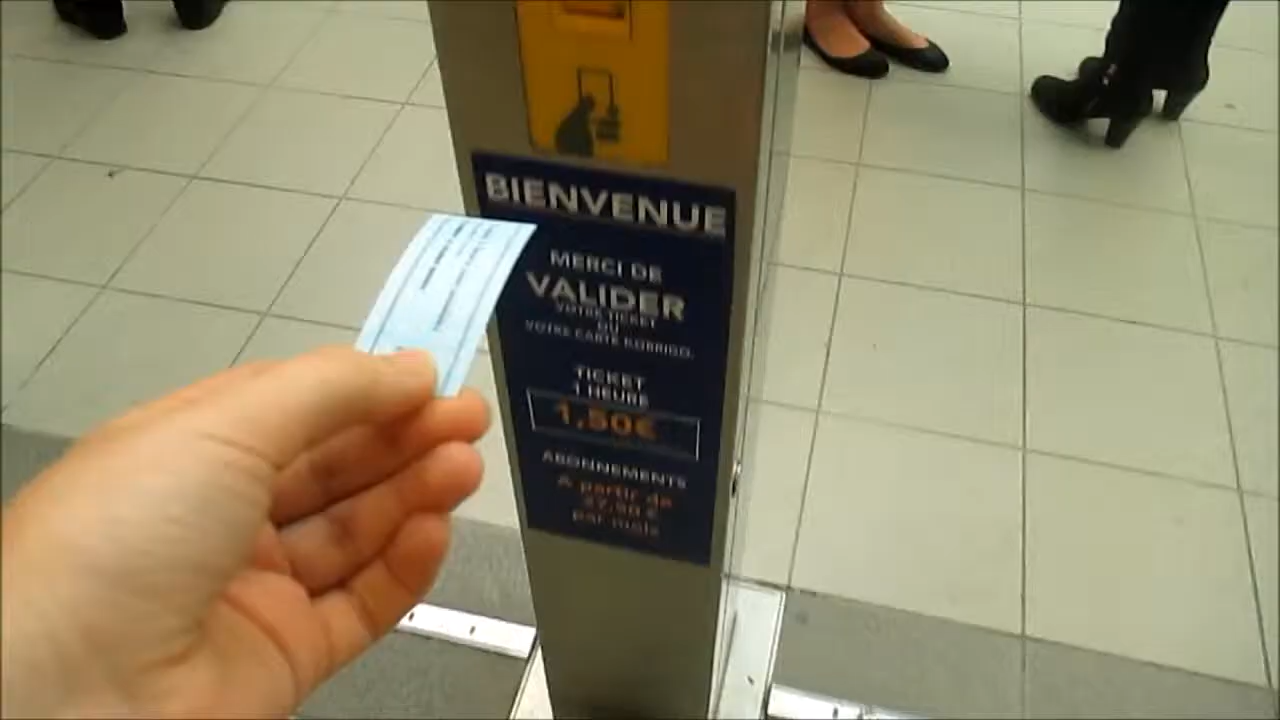 BIENVENUE
MERCI DE
VALIDER
VOTRE TICKET
OU
VOTRE CARTE KORRIGO.
TICKET
1 HEURE
1,50€
ABONNEMENTS
A partir de
par mois